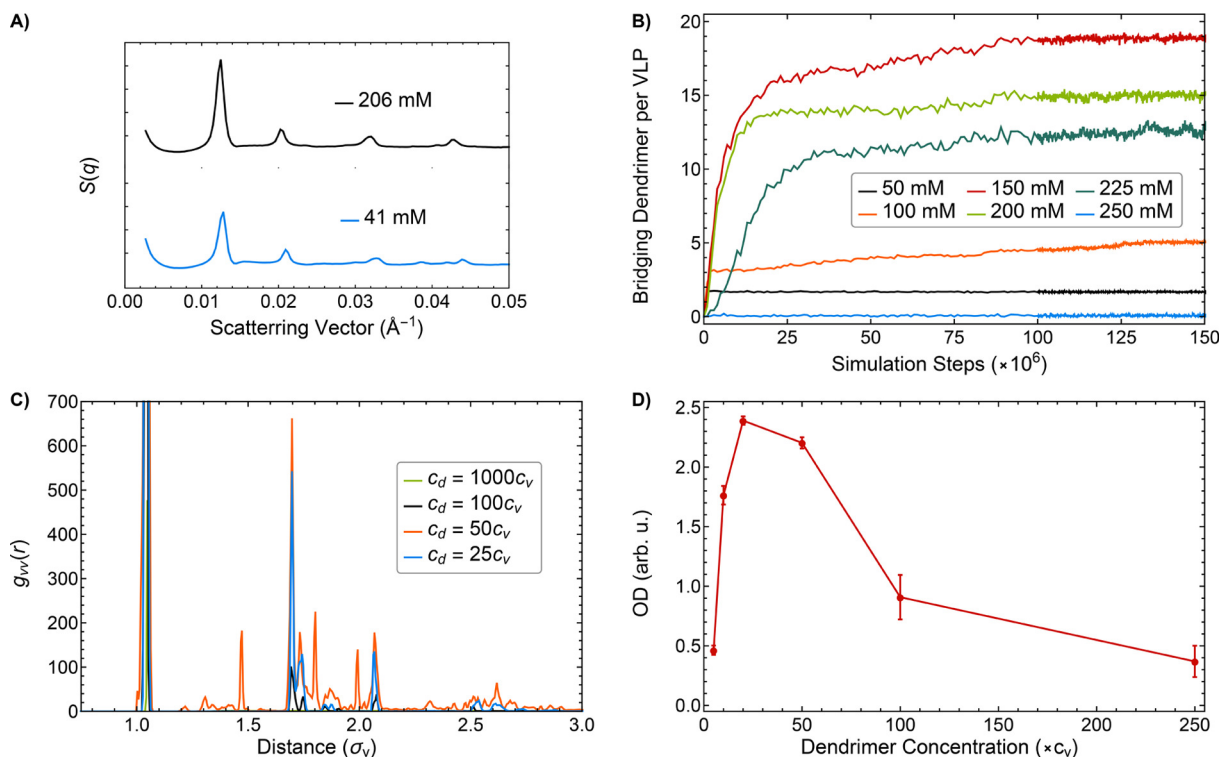 A)
206 mM
41 mM
S(q)
0.00 0.01 0.02 0.03 0.04 0.05
Scatterring Vector (Å⁻¹)
B)
Bridging Dendrimer per VLP
20
15
10
5
0
50 mM 150 mM 225 mM
100 mM 200 mM 250 mM
0 25 50 75 100 125 150
Simulation Steps (×10⁶)
C)
gᵥᵥ(r)
700
600
500
400
300
200
100
0
c_d = 1000c_v
c_d = 100c_v
c_d = 50c_v
c_d = 25c_v
1.0 1.5 2.0 2.5 3.0
Distance (σ_v)
D)
OD (arb. u.)
2.5
2.0
1.5
1.0
0.5
0.0
0 50 100 150 200 250
Dendrimer Concentration (×c_v)